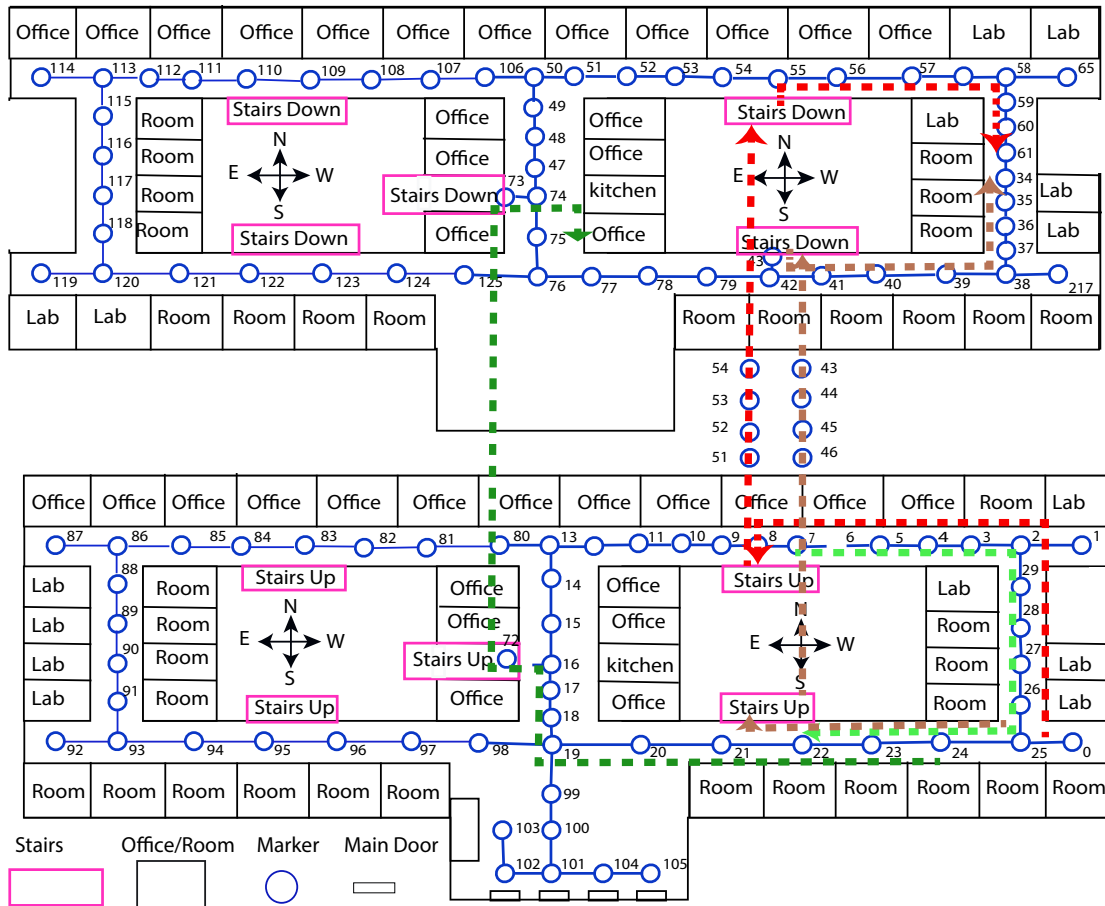 Office Office Office Office Office Office Office Office Office Office Office Office Office Lab Lab
114 113 112 111 110 109 108 107 106 50 51 52 53 54 55 56 57 58 65
115 Room Stairs Down Office 49 Office Stairs Down Lab 59
60
116 Room N Office 48 Office N Room 61
E W 47 E W
117 Room S Stairs Down 73 74 kitchen S Room 34 Lab
35
118 Room Stairs Down Office 75 Office Stairs Down Room 36 Lab
43 37
119 120 121 122 123 124 125 76 77 78 79 42 41 40 39 38 217
Lab Lab Room Room Room Room Room Room Room Room Room Room
54 43
53 44
52 45
51 46
Office Office Office Office Office Office Office Office Office Office Office Office Room Lab
87 86 85 84 83 82 81 80 13 11 10 9 8 7 6 5 4 3 2 1
Lab 88 Room Stairs Up Office 14 Office Stairs Up Lab 29
Lab 89 Room N Office 15 Office N Room 28
E W E W
Lab 90 Room S Stairs Up 72 16 kitchen S Room 27 Lab
17
Lab 91 Room Stairs Up Office 18 Office Stairs Up Room 26 Lab
92 93 94 95 96 97 98 19 20 21 22 23 24 25 0
Room Room Room Room Room Room Room Room Room Room Room Room
99
103 100
102 101 104 105
Stairs Office/Room Marker Main Door